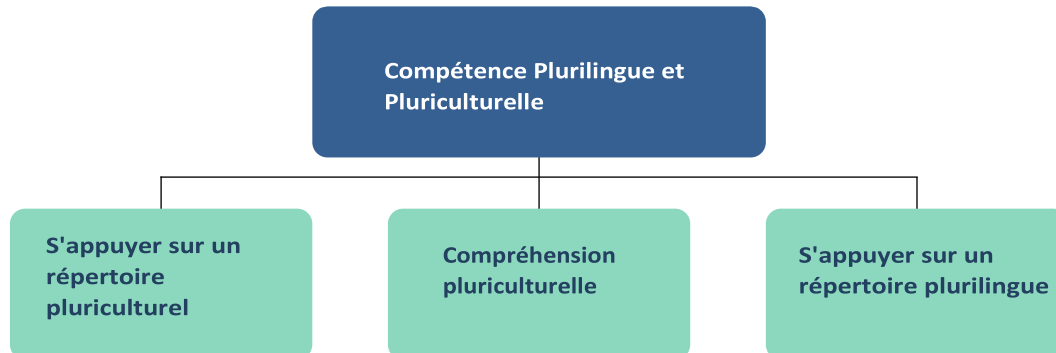 Compétence Plurilingue et
Pluriculturelle
S'appuyer sur un
répertoire
pluriculturel
Compréhension
pluriculturelle
S'appuyer sur un
répertoire plurilingue